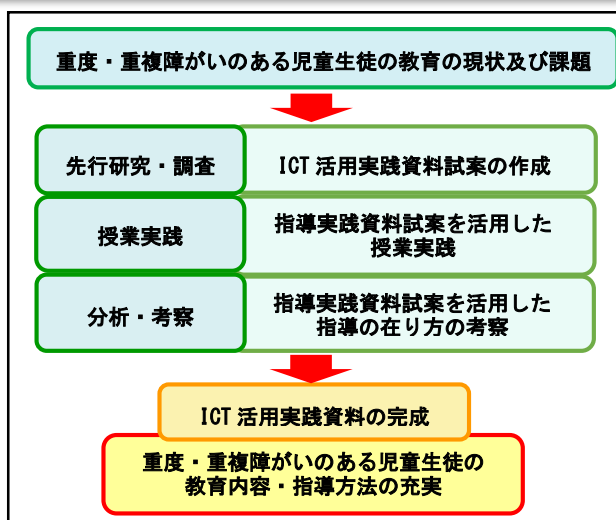 重度・重複障がいのある児童生徒の教育の現状及び課題
先行研究・調査
ICT 活用実践資料試案の作成
授業実践
指導実践資料試案を活用した
授業実践
分析・考察
指導実践資料試案を活用した
指導の在り方の考察
ICT 活用実践資料の完成
重度・重複障がいのある児童生徒の
教育内容・指導方法の充実